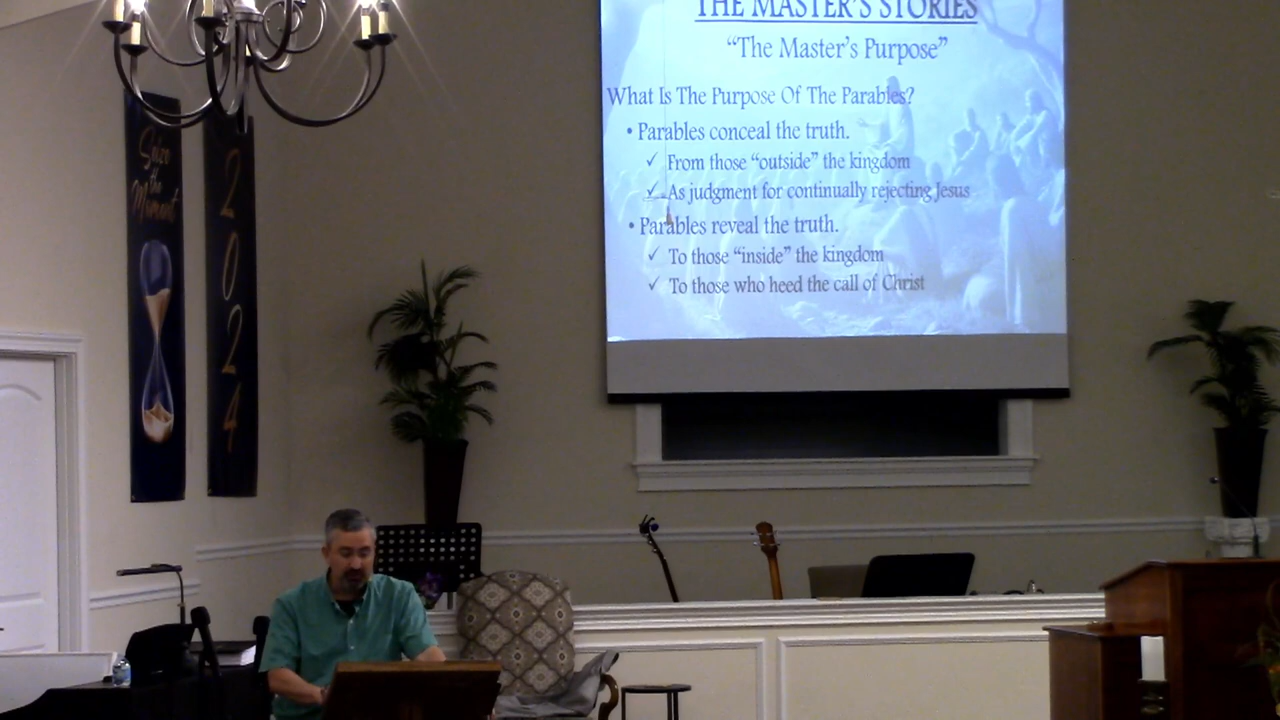 THE MASTER'S STORIES
"The Master's Purpose"
What Is The Purpose Of The Parables?
• Parables conceal the truth.
✓ From those "outside" the kingdom
✓ As judgment for continually rejecting Jesus
• Parables reveal the truth.
✓ To those "inside" the kingdom
✓ To those who heed the call of Christ
Seize
the
Moment
2024